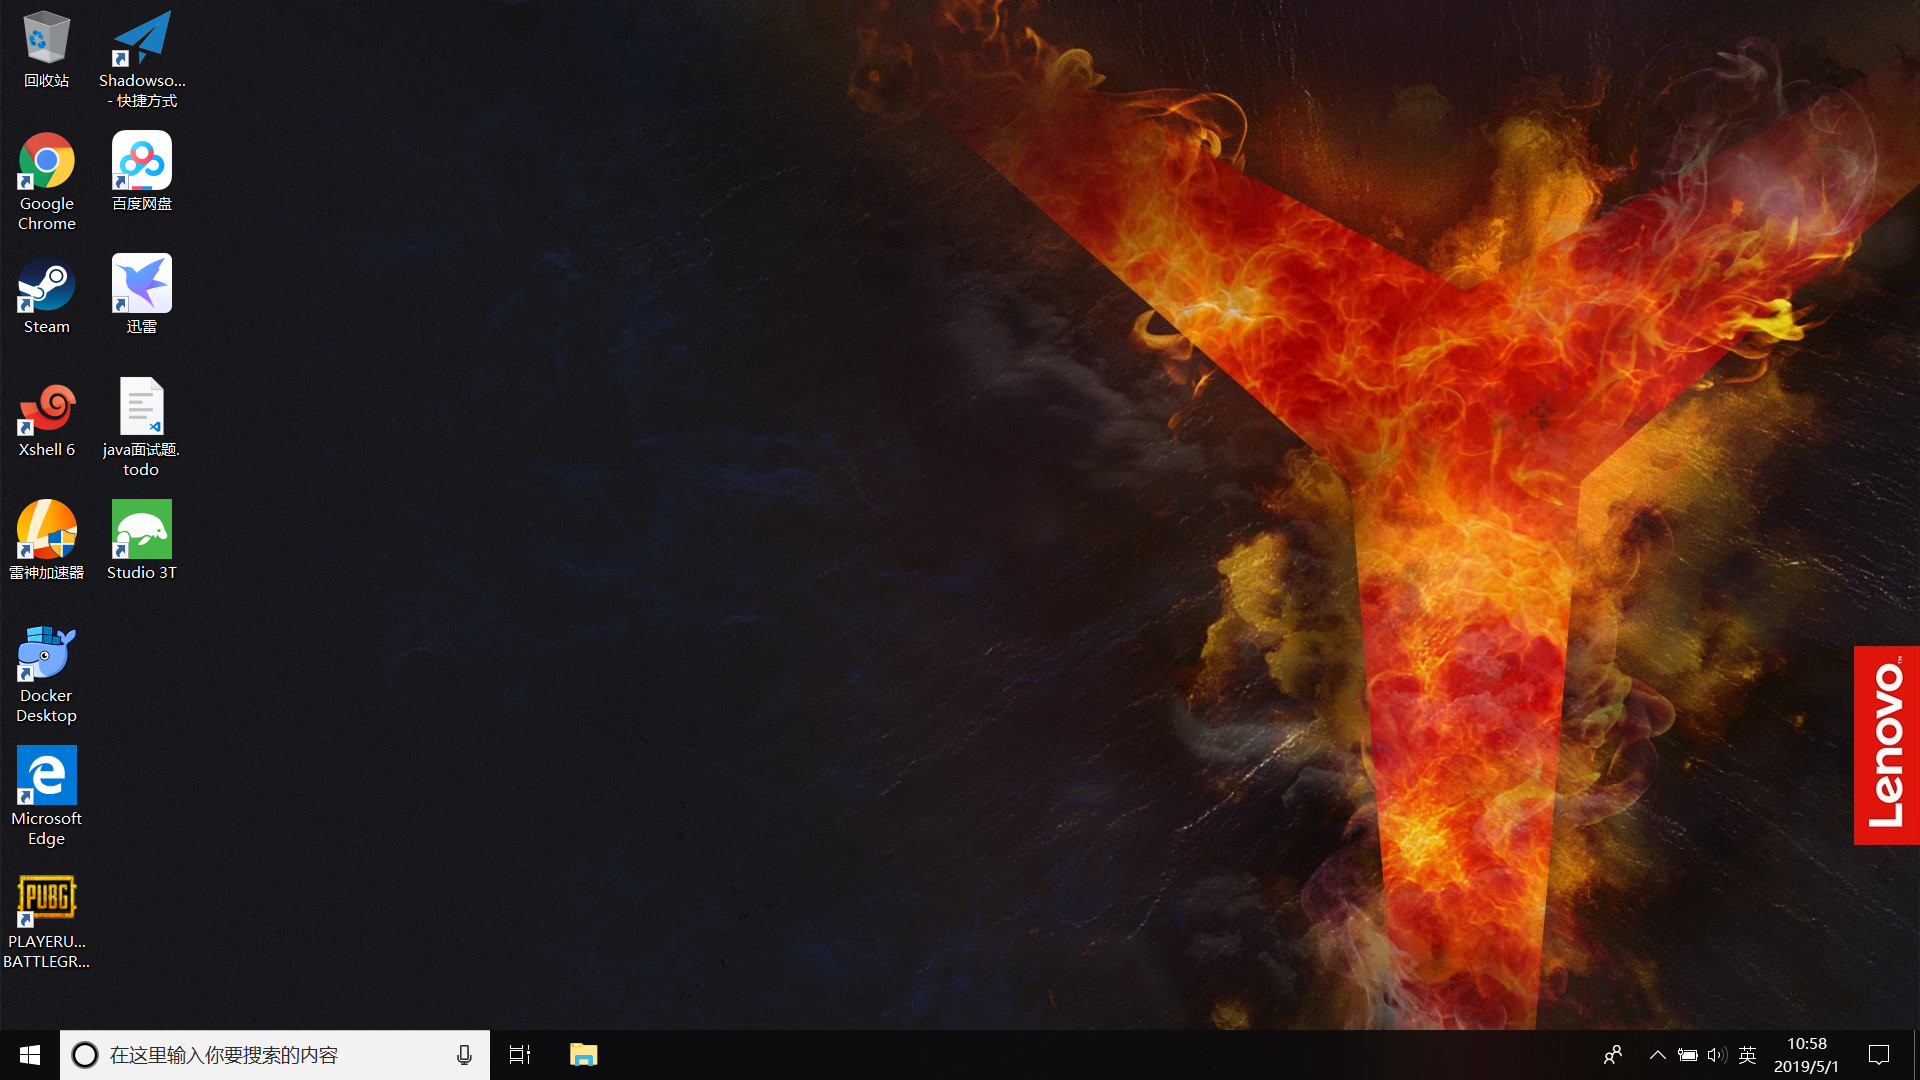 回收站
Shadowso...
- 快捷方式
Google
Chrome
百度网盘
Steam
迅雷
Xshell 6
java面试题.
todo
雷神加速器
Studio 3T
Docker
Desktop
Microsoft
Edge
PUBG
PLAYERU...
BATTLEGR...
Lenovo™
在这里输入你要搜索的内容
英
10:58
2019/5/1